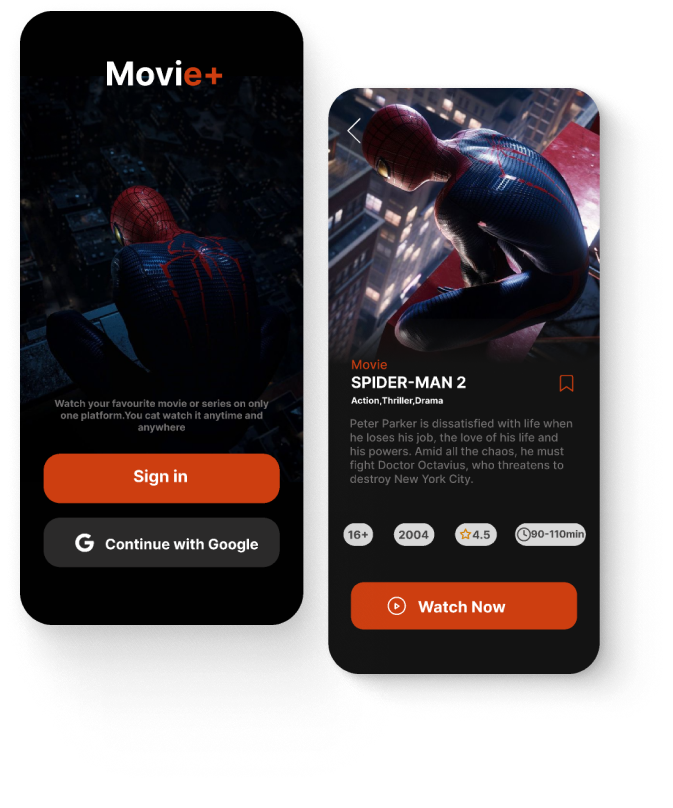 Movie+
Watch your favourite movie or series on only
one platform.You cat watch it anytime and
anywhere
Sign in
G Continue with Google
Movie
SPIDER-MAN 2
Action,Thriller,Drama
Peter Parker is dissatisfied with life when
he loses his job, the love of his life and
his powers. Amid all the chaos, he must
fight Doctor Octavius, who threatens to
destroy New York City.
16+ 2004 4.5 90-110min
Watch Now